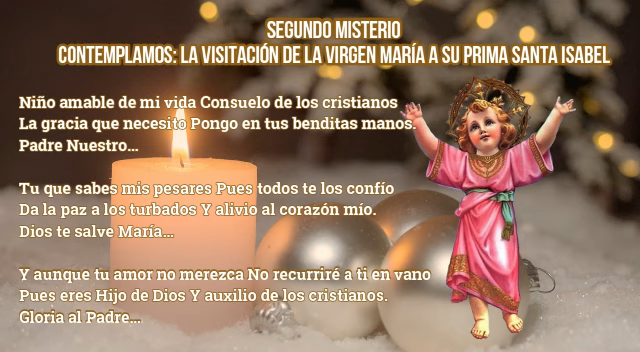 SEGUNDO MISTERIO
CONTEMPLAMOS: LA VISITACIÓN DE LA VIRGEN MARÍA A SU PRIMA SANTA ISABEL
Niño amable de mi vida Consuelo de los cristianos
La gracia que necesito Pongo en tus benditas manos.
Padre Nuestro...
Tu que sabes mis pesares Pues todos te los confío
Da la paz a los turbados Y alivio al corazón mío.
Dios te salve María...
Y aunque tu amor no merezca No recurriré a ti en vano
Pues eres Hijo de Dios Y auxilio de los cristianos.
Gloria al Padre....